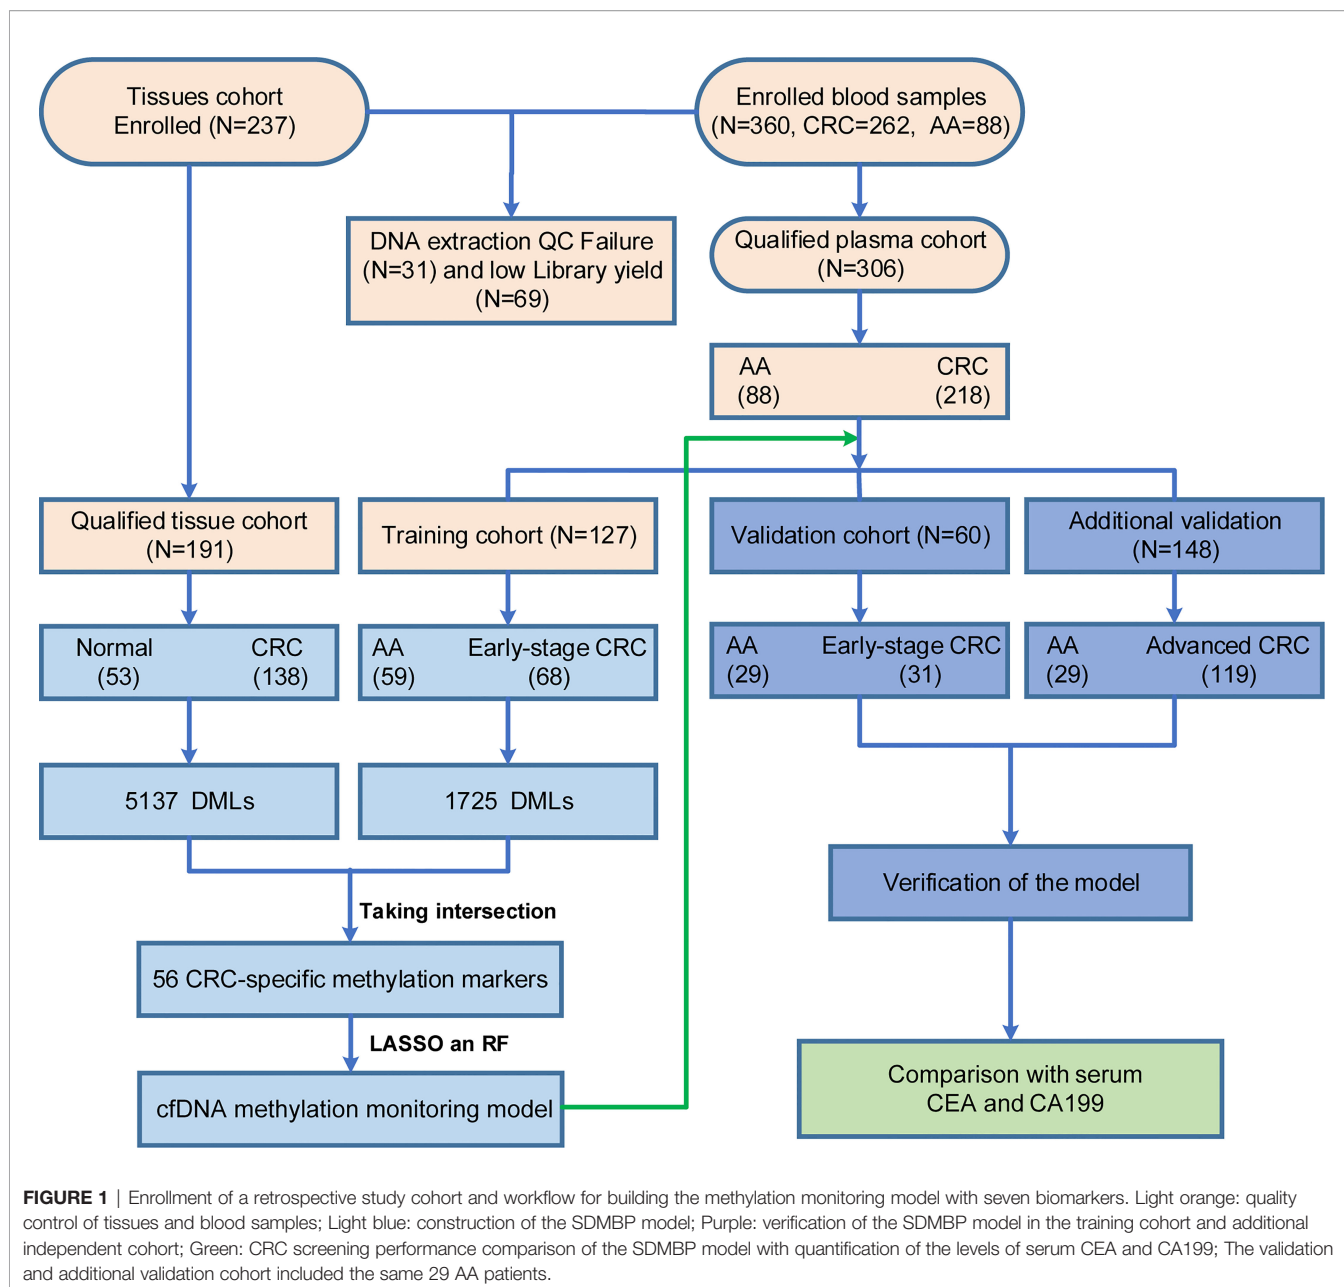 Tissues cohort
Enrolled (N=237)
Enrolled blood samples
(N=360, CRC=262, AA=88)
DNA extraction QC Failure
(N=31) and low Library yield
(N=69)
Qualified plasma cohort
(N=306)
AA CRC
(88) (218)
Qualified tissue cohort
(N=191)
Training cohort (N=127)
Validation cohort (N=60)
Additional validation
(N=148)
Normal CRC
(53) (138)
AA Early-stage CRC
(59) (68)
AA Early-stage CRC
(29) (31)
AA Advanced CRC
(29) (119)
5137 DMLs
1725 DMLs
Taking intersection
56 CRC-specific methylation markers
LASSO an RF
cfDNA methylation monitoring model
Verification of the model
Comparison with serum
CEA and CA199
FIGURE 1 | Enrollment of a retrospective study cohort and workflow for building the methylation monitoring model with seven biomarkers. Light orange: quality
control of tissues and blood samples; Light blue: construction of the SDMBP model; Purple: verification of the SDMBP model in the training cohort and additional
independent cohort; Green: CRC screening performance comparison of the SDMBP model with quantification of the levels of serum CEA and CA199; The validation
and additional validation cohort included the same 29 AA patients.